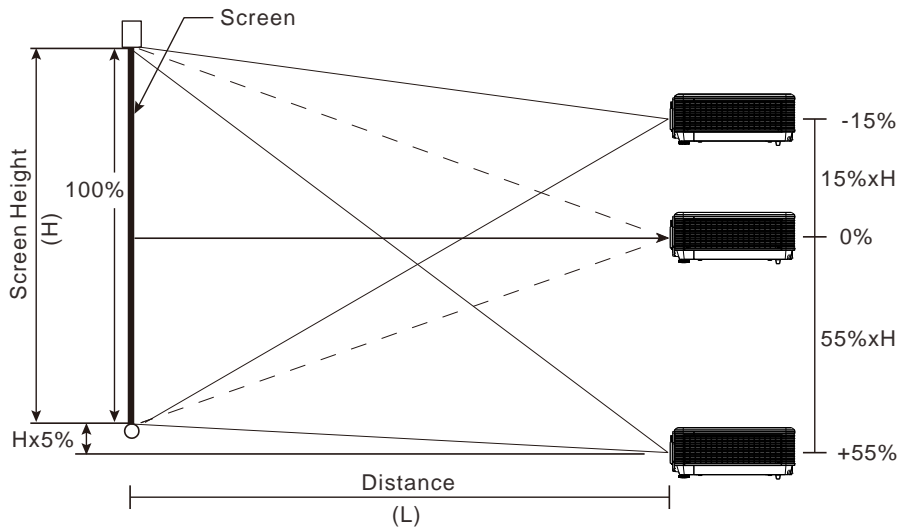 Screen
-15%
Screen Height
(H)
100%
15%xH
0%
55%xH
Hx5%
+55%
Distance
(L)